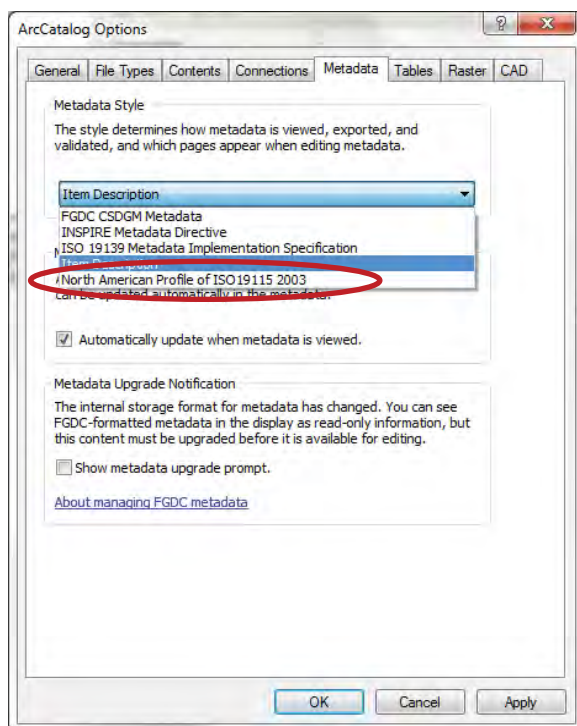 ArcCatalog Options
General File Types Contents Connections Metadata Tables Raster CAD
Metadata Style
The style determines how metadata is viewed, exported, and
validated, and which pages appear when editing metadata.
Item Description
FGDC CSDGM Metadata
INSPIRE Metadata Directive
ISO 19139 Metadata Implementation Specification
Item Description
North American Profile of ISO19115 2003
can be updated automatically in the metadata.
Automatically update when metadata is viewed.
Metadata Upgrade Notification
The internal storage format for metadata has changed. You can see
FGDC-formatted metadata in the display as read-only information, but
this content must be upgraded before it is available for editing.
Show metadata upgrade prompt.
About managing FGDC metadata
OK Cancel Apply